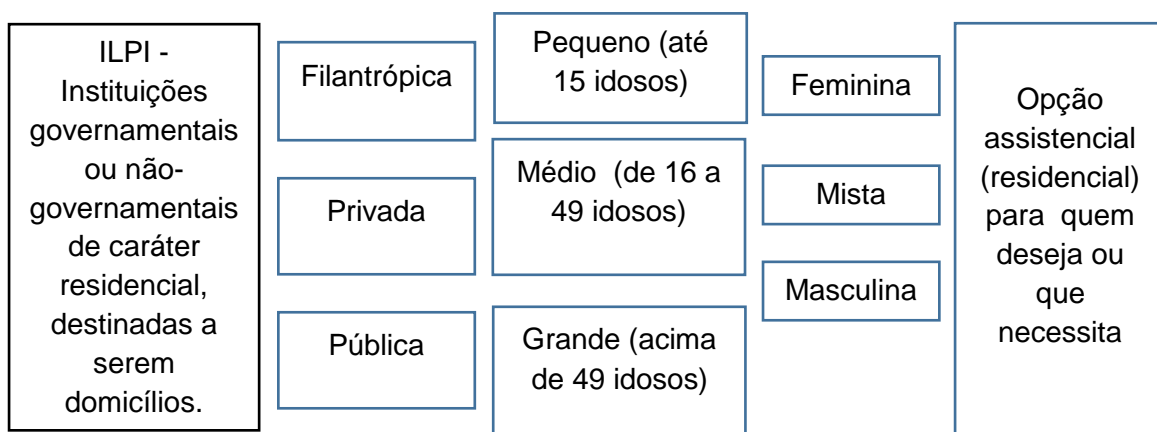 ILPI -
Instituições
governamentais
ou não-
governamentais
de caráter
residencial,
destinadas a
serem
domicílios.
Filantrópica
Privada
Pública
Pequeno (até
15 idosos)
Médio  (de 16 a
49 idosos)
Grande (acima
de 49 idosos)
Feminina
Mista
Masculina
Opção
assistencial
(residencial)
para  quem
deseja ou
que
necessita